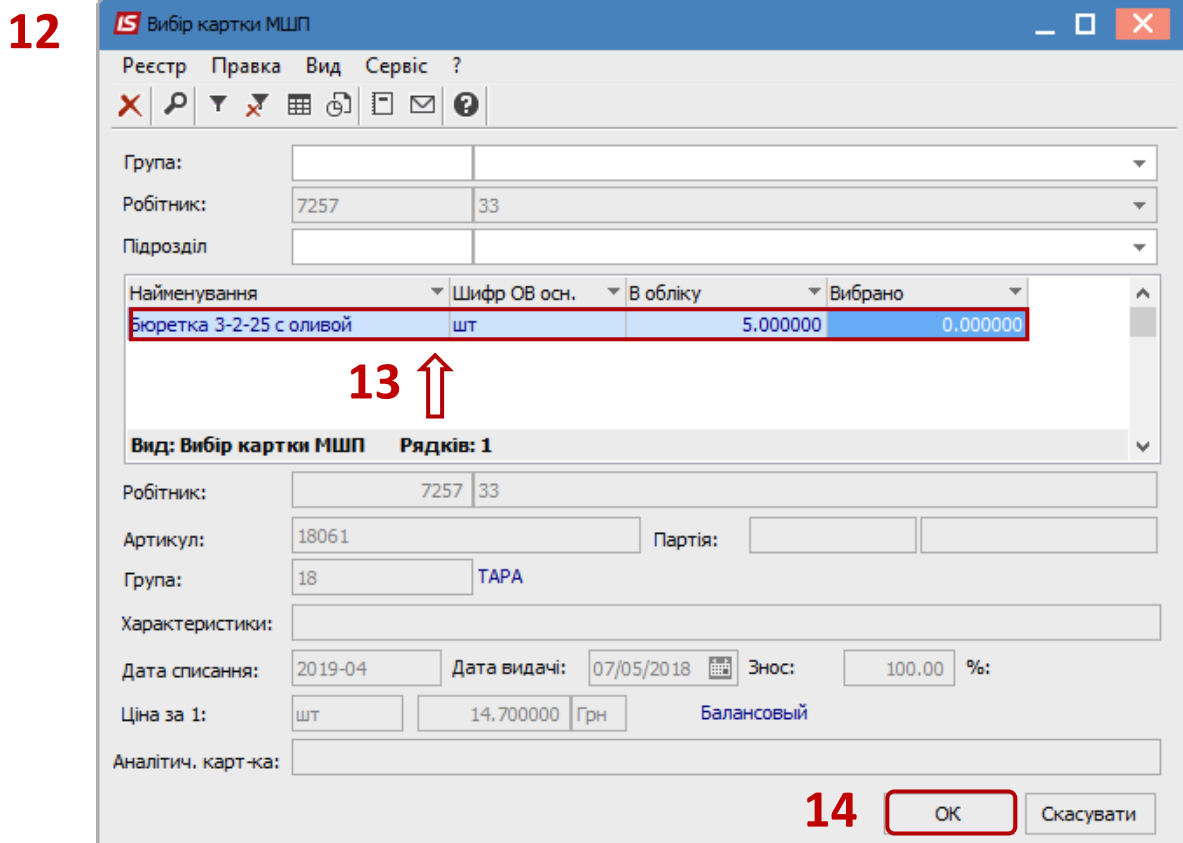 12
IS Вибір картки МШП
Реєстр Правка Вид Сервіс ?
Група:
Робітник: 7257 33
Підрозділ
Найменування Шифр ОВ осн. В обліку Вибрано
Бюретка 3-2-25 с оливой шт 5.000000 0.000000
13
Вид: Вибір картки МШП Рядків: 1
Робітник: 7257 33
Артикул: 18061 Партія:
Група: 18 ТАРА
Характеристики:
Дата списання: 2019-04 Дата видачі: 07/05/2018 Знос: 100.00 %:
Ціна за 1: шт 14.700000 Грн Балансовый
Аналітич. карт-ка:
14 ОК Скасувати